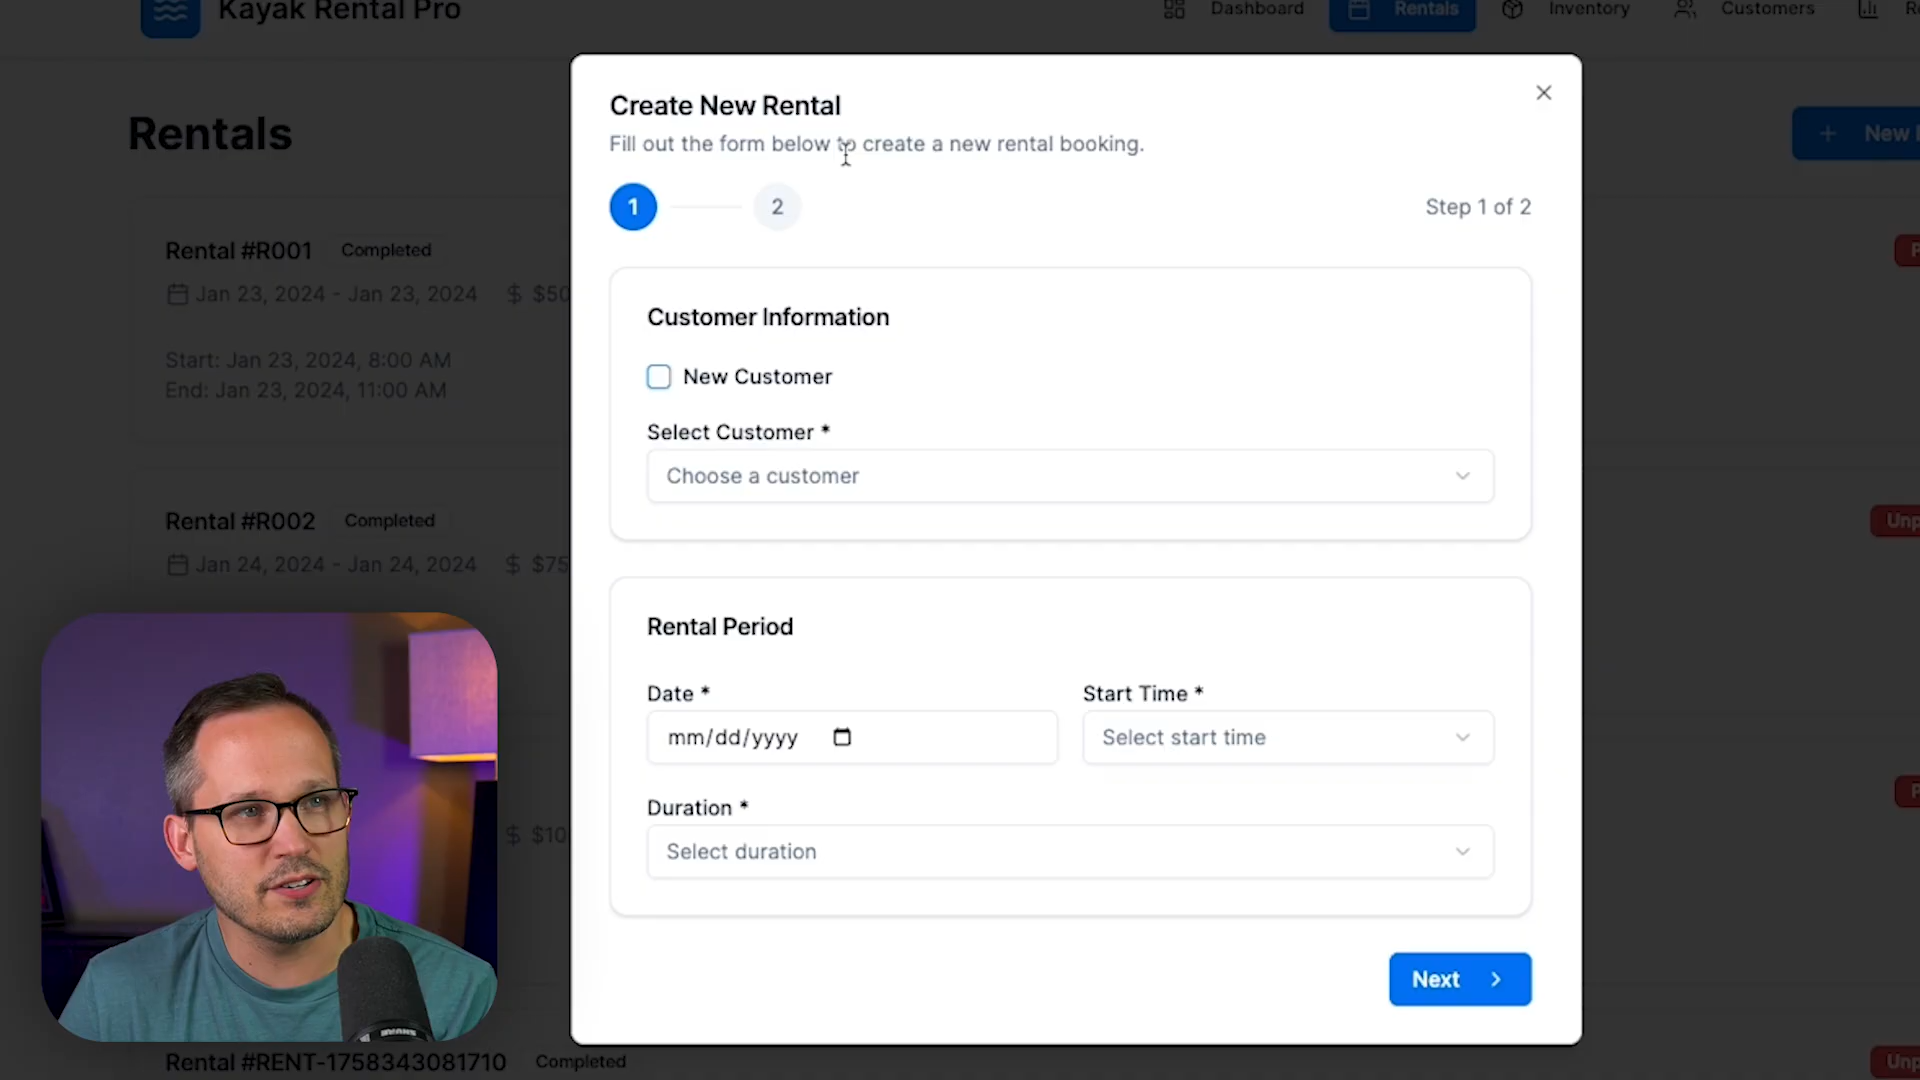 Kayak Rental Pro
Dashboard
Rentals
Inventory
Customers
Rentals
New
Create New Rental
Fill out the form below to create a new rental booking.
1
2
Step 1 of 2
Customer Information
New Customer
Select Customer *
Choose a customer
Rental Period
Date *
Start Time *
mm/dd/yyyy
Select start time
Duration *
Select duration
Next
Rental #R001 Completed
Jan 23, 2024 - Jan 23, 2024 $ $50
Start: Jan 23, 2024, 8:00 AM
End: Jan 23, 2024, 11:00 AM
Rental #R002 Completed
Jan 24, 2024 - Jan 24, 2024 $ $75
$ $10
Rental #RENT-1758343081710 Completed